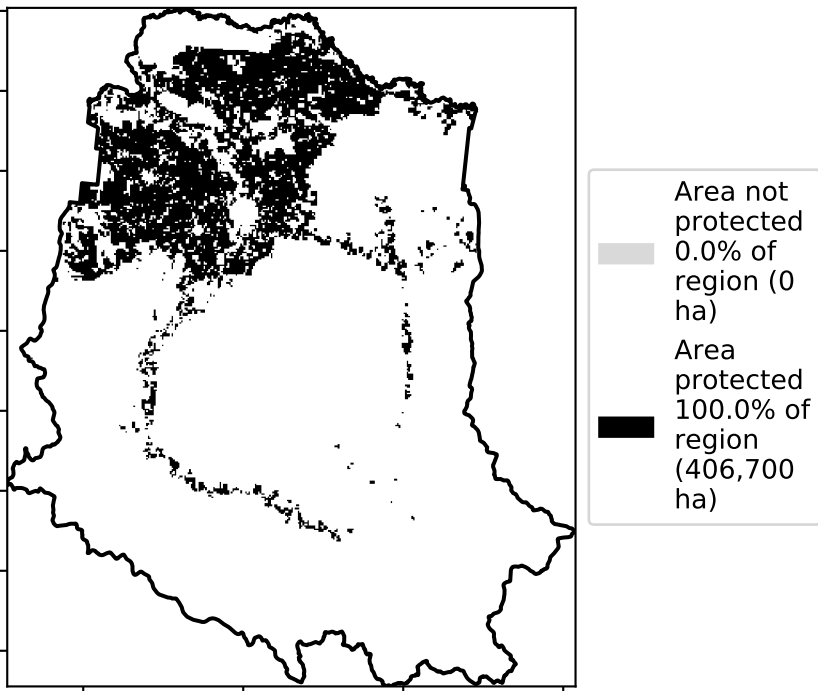 Area not
protected
0.0% of
region (0
ha)
Area
protected
100.0% of
region
(406,700
ha)